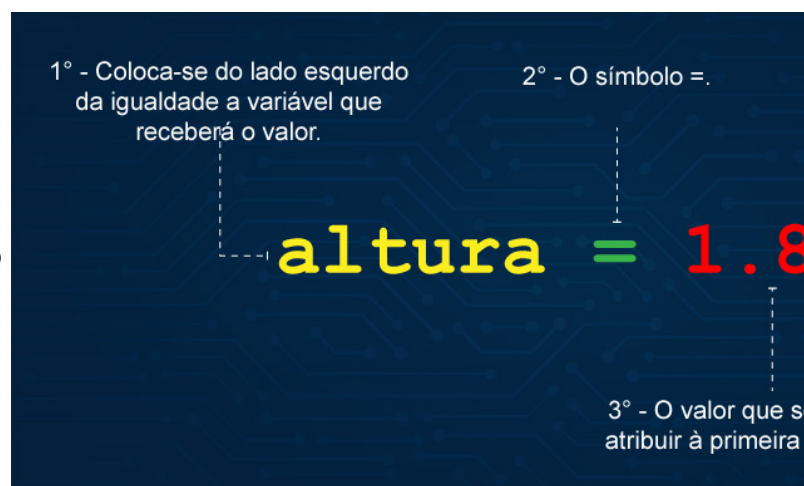 1° - Coloca-se do lado esquerdo
da igualdade a variável que
receberá o valor.
2° - O símbolo =.
altura = 1.8
3° - O valor que s
atribuir à primeira